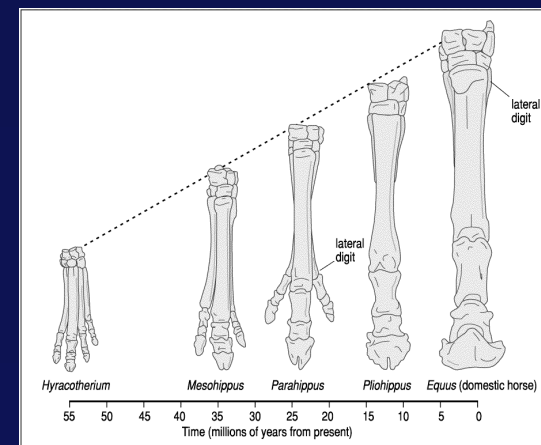 lateral
digit
lateral
digit
Hyracotherium Mesohippus Parahippus Pliohippus Equus (domestic horse)
55 50 45 40 35 30 25 20 15 10 5 0
Time (millions of years from present)